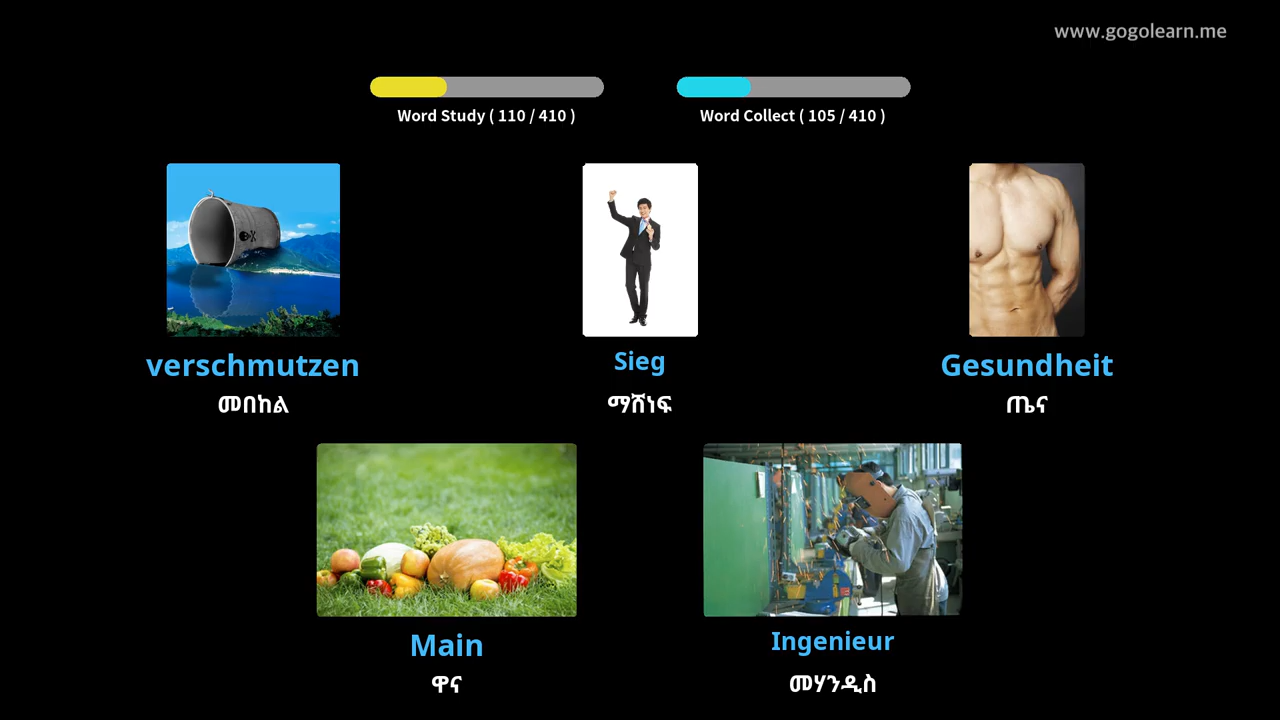 www.gogolearn.me
Word Study ( 110 / 410 )
Word Collect ( 105 / 410 )
verschmutzen
መበከል
Sieg
ማሸነፍ
Gesundheit
ጤና
Main
ዋና
Ingenieur
መሃንዲስ